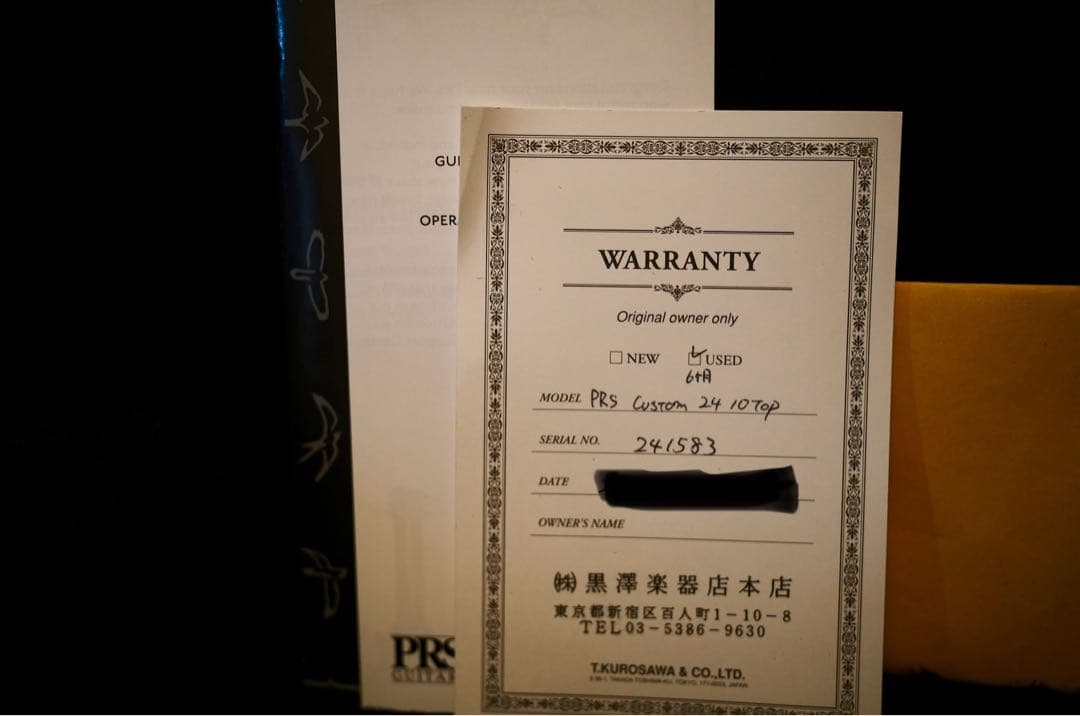 GUI
OPER
WARRANTY
Original owner only
NEW USED
6ヶ月
MODEL PRS Custom 24 10Top
SERIAL NO. 241583
DATE
OWNER'S NAME
㈱黒澤楽器店本店
東京都新宿区百人町1-10-8
TEL03-5386-9630
T.KUROSAWA & CO.,LTD.
PRS
GUITAR